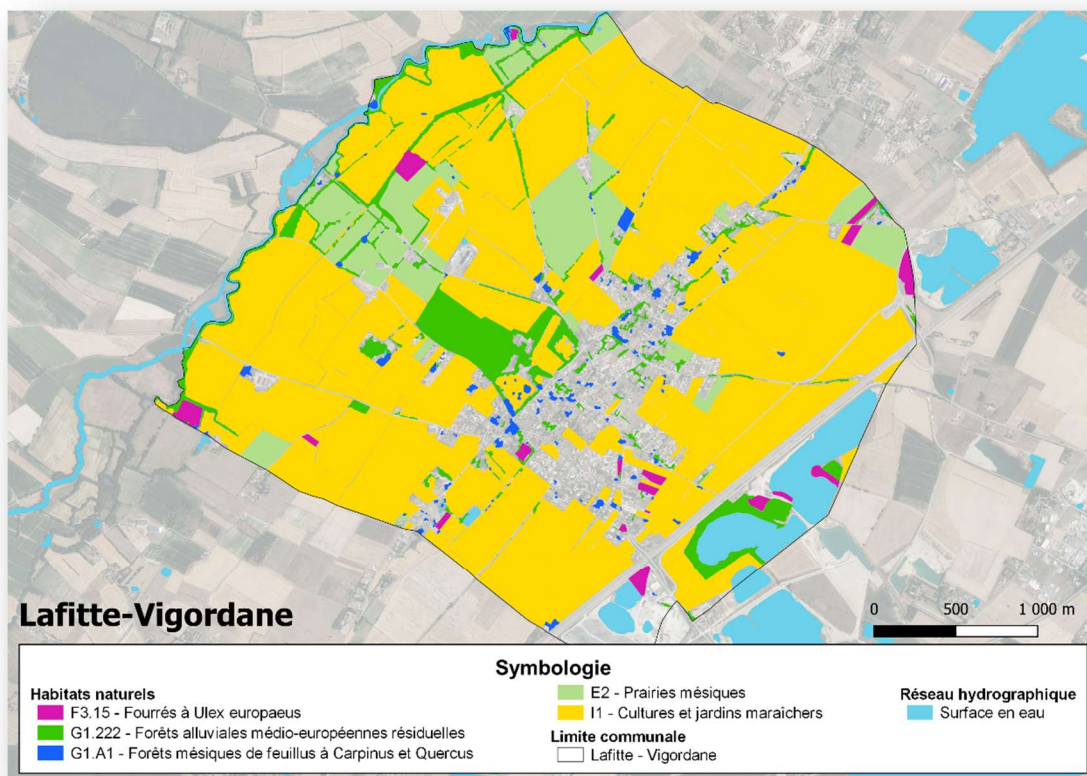 Lafitte-Vigordane
0 500 1 000 m
Symbologie
Habitats naturels
F3.15 - Fourrés à Ulex europaeus
G1.222 - Forêts alluviales médio-européennes résiduelles
G1.A1 - Forêts mésiques de feuillus à Carpinus et Quercus
E2 - Prairies mésiques
I1 - Cultures et jardins maraîchers
Limite communale
Lafitte - Vigordane
Réseau hydrographique
Surface en eau